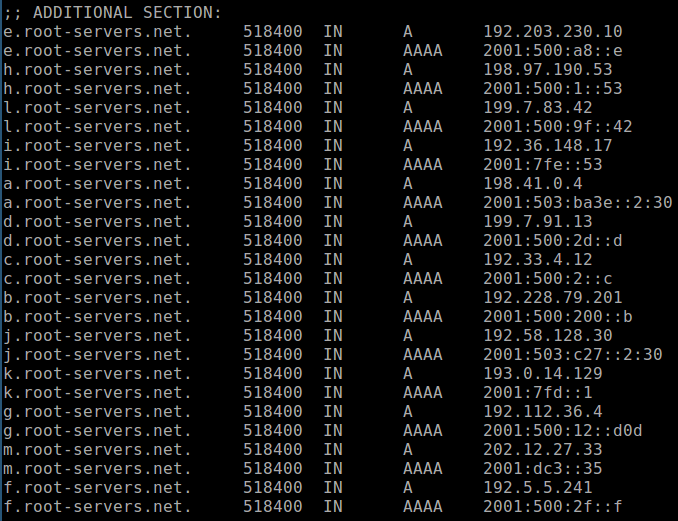 ;; ADDITIONAL SECTION:
e.root-servers.net. 518400 IN A 192.203.230.10
e.root-servers.net. 518400 IN AAAA 2001:500:a8::e
h.root-servers.net. 518400 IN A 198.97.190.53
h.root-servers.net. 518400 IN AAAA 2001:500:1::53
l.root-servers.net. 518400 IN A 199.7.83.42
l.root-servers.net. 518400 IN AAAA 2001:500:9f::42
i.root-servers.net. 518400 IN A 192.36.148.17
i.root-servers.net. 518400 IN AAAA 2001:7fe::53
a.root-servers.net. 518400 IN A 198.41.0.4
a.root-servers.net. 518400 IN AAAA 2001:503:ba3e::2:30
d.root-servers.net. 518400 IN A 199.7.91.13
d.root-servers.net. 518400 IN AAAA 2001:500:2d::d
c.root-servers.net. 518400 IN A 192.33.4.12
c.root-servers.net. 518400 IN AAAA 2001:500:2::c
b.root-servers.net. 518400 IN A 192.228.79.201
b.root-servers.net. 518400 IN AAAA 2001:500:200::b
j.root-servers.net. 518400 IN A 192.58.128.30
j.root-servers.net. 518400 IN AAAA 2001:503:c27::2:30
k.root-servers.net. 518400 IN A 193.0.14.129
k.root-servers.net. 518400 IN AAAA 2001:7fd::1
g.root-servers.net. 518400 IN A 192.112.36.4
g.root-servers.net. 518400 IN AAAA 2001:500:12::d0d
m.root-servers.net. 518400 IN A 202.12.27.33
m.root-servers.net. 518400 IN AAAA 2001:dc3::35
f.root-servers.net. 518400 IN A 192.5.5.241
f.root-servers.net. 518400 IN AAAA 2001:500:2f::f